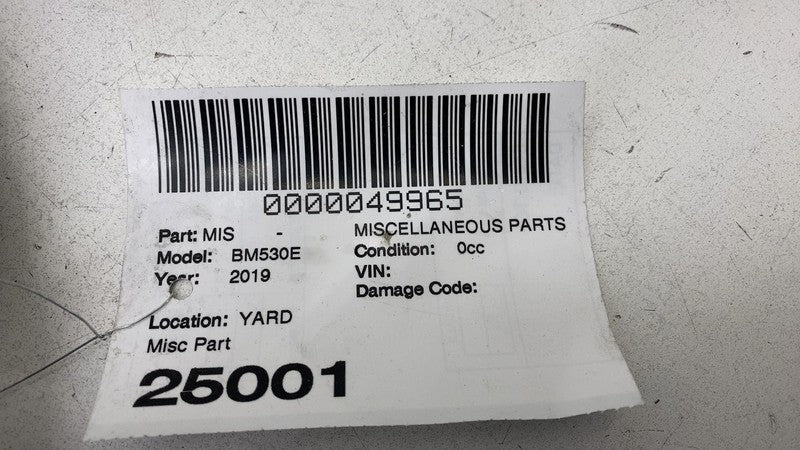 0000049965
Part: MIS - MISCELLANEOUS PARTS
Model: BM530E Condition: 0cc
Year: 2019 VIN:
Damage Code:
Location: YARD
Misc Part
25001